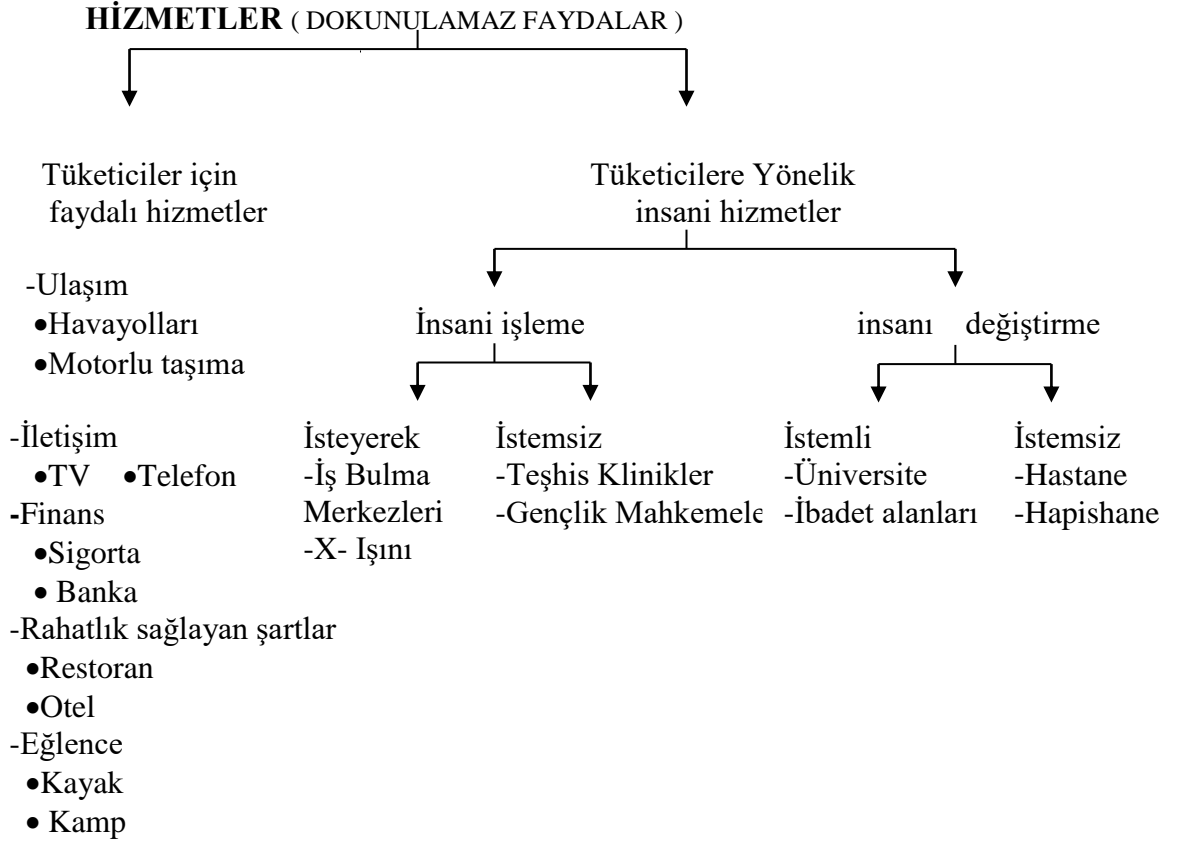 HİZMETLER ( DOKUNULAMAZ FAYDALAR )
Tüketiciler için
faydalı hizmetler
Tüketicilere Yönelik
insani hizmetler
-Ulaşım
•Havayolları
•Motorlu taşıma
-İletişim
•TV •Telefon
-Finans
•Sigorta
• Banka
-Rahatlık sağlayan şartlar
•Restoran
•Otel
-Eğlence
•Kayak
• Kamp
İnsani işleme
insanı değiştirme
İsteyerek
-İş Bulma
Merkezleri
-X- Işını
İstemsiz
-Teşhis Klinikler
-Gençlik Mahkemele
İstemli
-Üniversite
-İbadet alanları
İstemsiz
-Hastane
-Hapishane